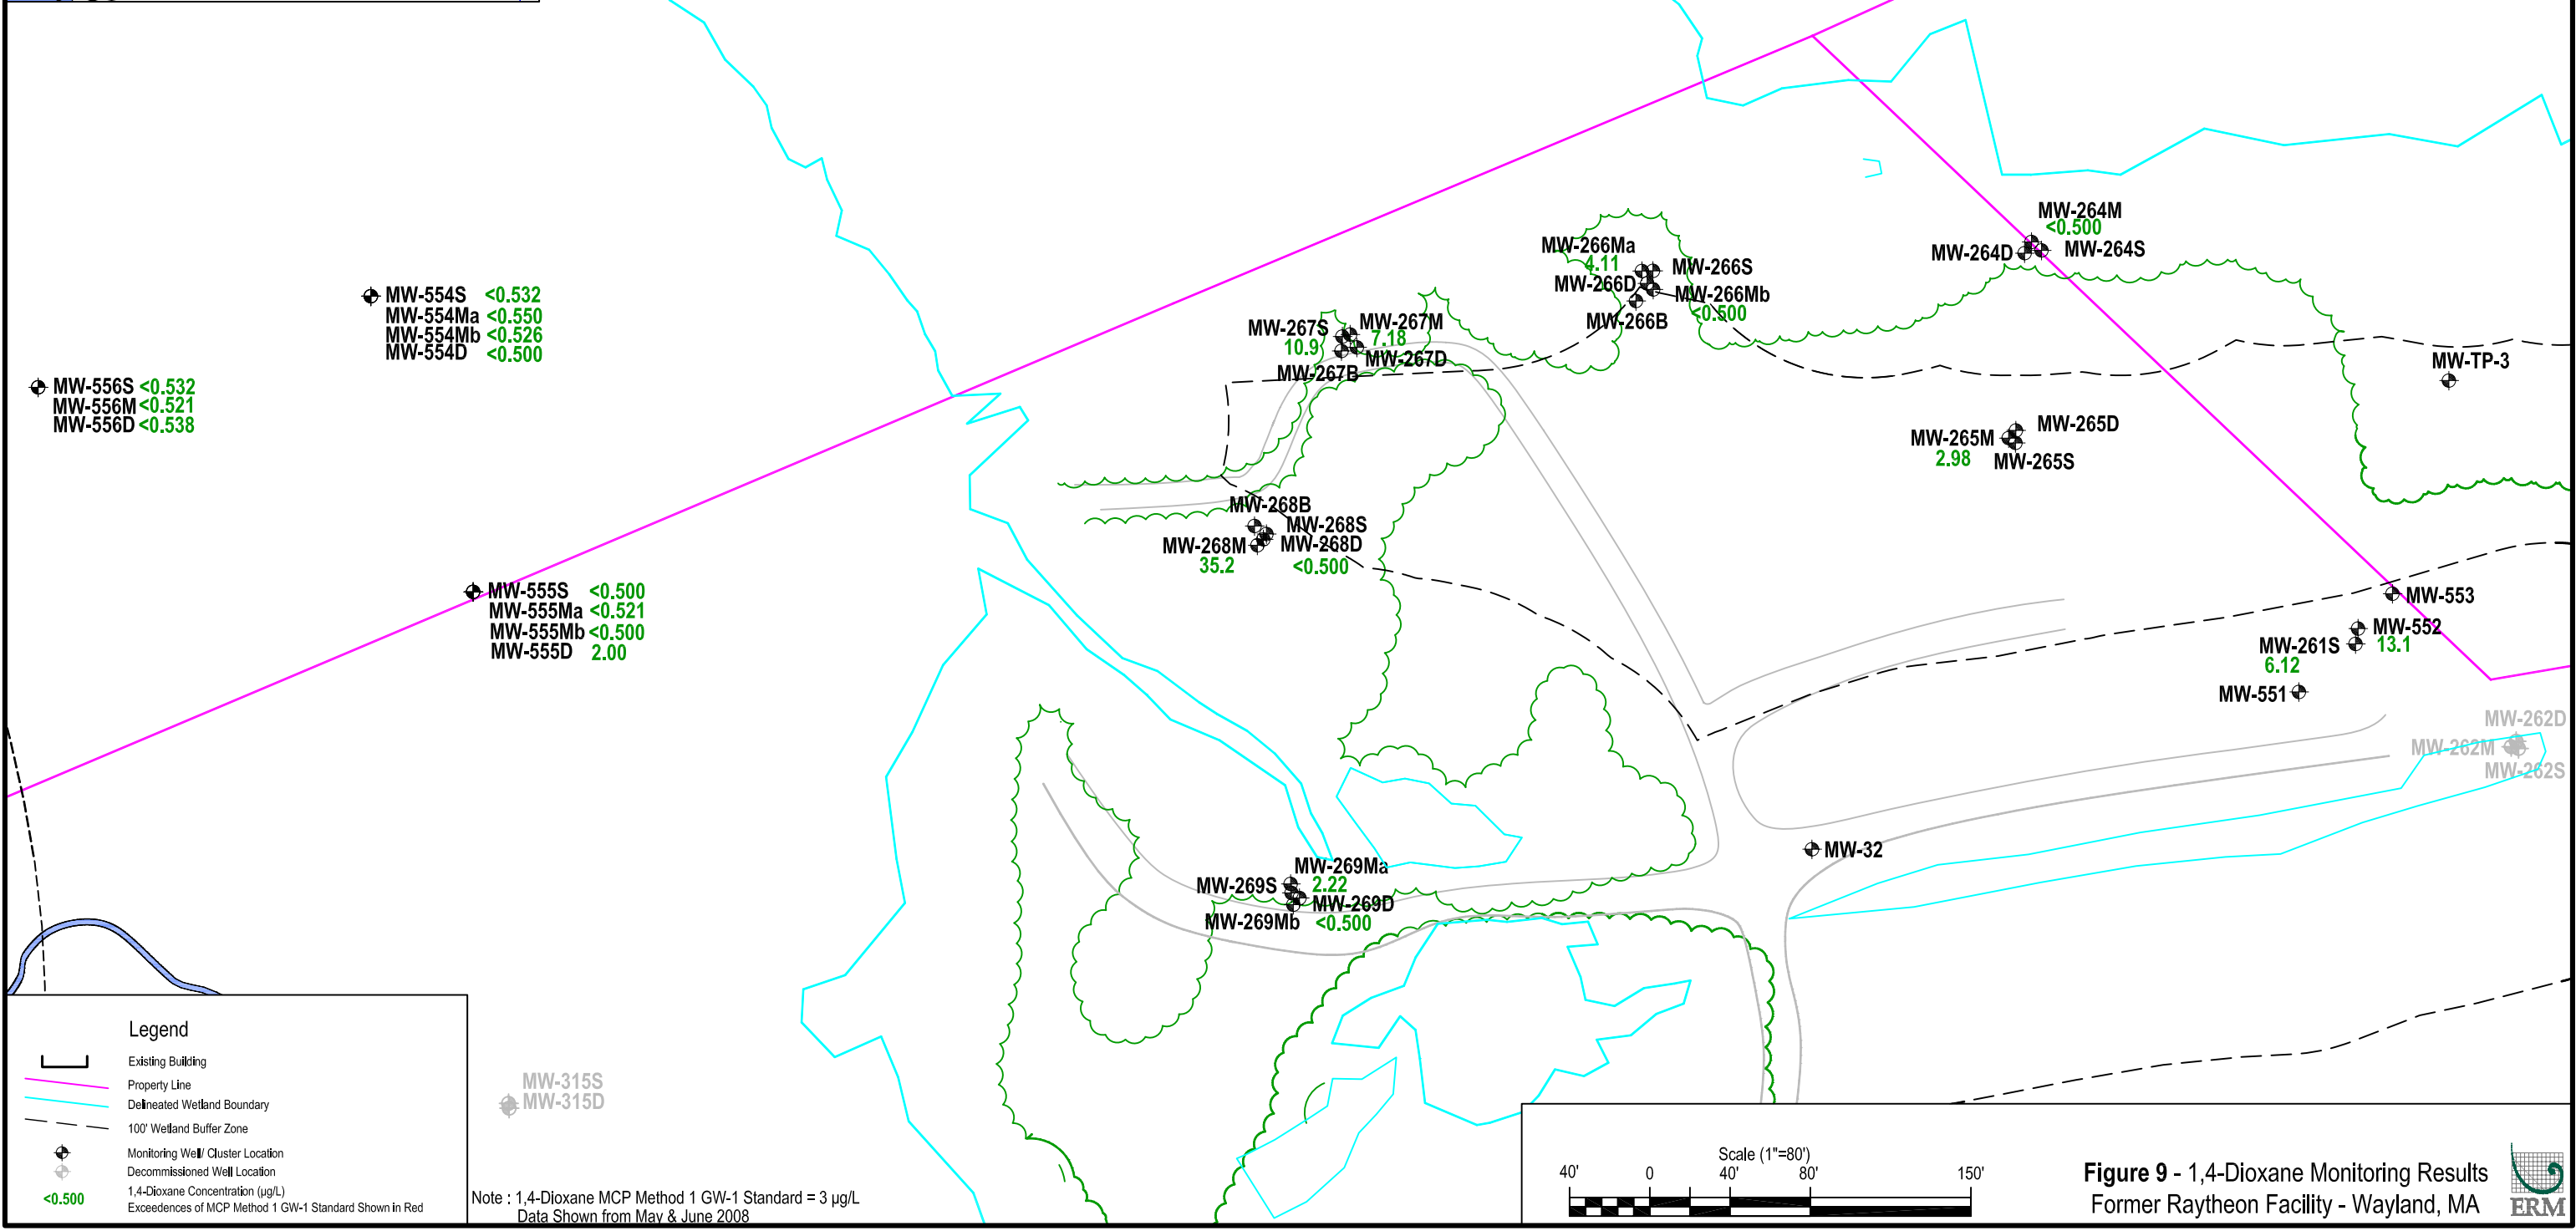 MW-264M
<0.500
MW-264D
MW-264S
MW-266Ma
4.11
MW-266S
MW-266D
MW-266Mb
<0.500
MW-266B
MW-554S <0.532
MW-554Ma <0.550
MW-554Mb <0.526
MW-554D <0.500
MW-267S
10.9
MW-267M
7.18
MW-267D
MW-267B
MW-TP-3
MW-556S <0.532
MW-556M <0.521
MW-556D <0.538
MW-265D
MW-265M
2.98
MW-265S
MW-268B
MW-268S
MW-268M
35.2
MW-268D
<0.500
MW-555S <0.500
MW-555Ma <0.521
MW-555Mb <0.500
MW-555D 2.00
MW-553
MW-552
13.1
MW-261S
6.12
MW-551
MW-262D
MW-262M
MW-262S
MW-32
MW-269Ma
2.22
MW-269S
MW-269D
MW-269Mb
<0.500
MW-315S
MW-315D
Legend
Existing Building
Property Line
Delineated Wetland Boundary
100' Wetland Buffer Zone
Monitoring Well/ Cluster Location
Decommissioned Well Location
<0.500
1,4-Dioxane Concentration (µg/L)
Exceedences of MCP Method 1 GW-1 Standard Shown in Red
Note : 1,4-Dioxane MCP Method 1 GW-1 Standard = 3 µg/L
Data Shown from May & June 2008
Scale (1"=80')
40' 0 40' 80' 150'
Figure 9 - 1,4-Dioxane Monitoring Results
Former Raytheon Facility - Wayland, MA
ERM